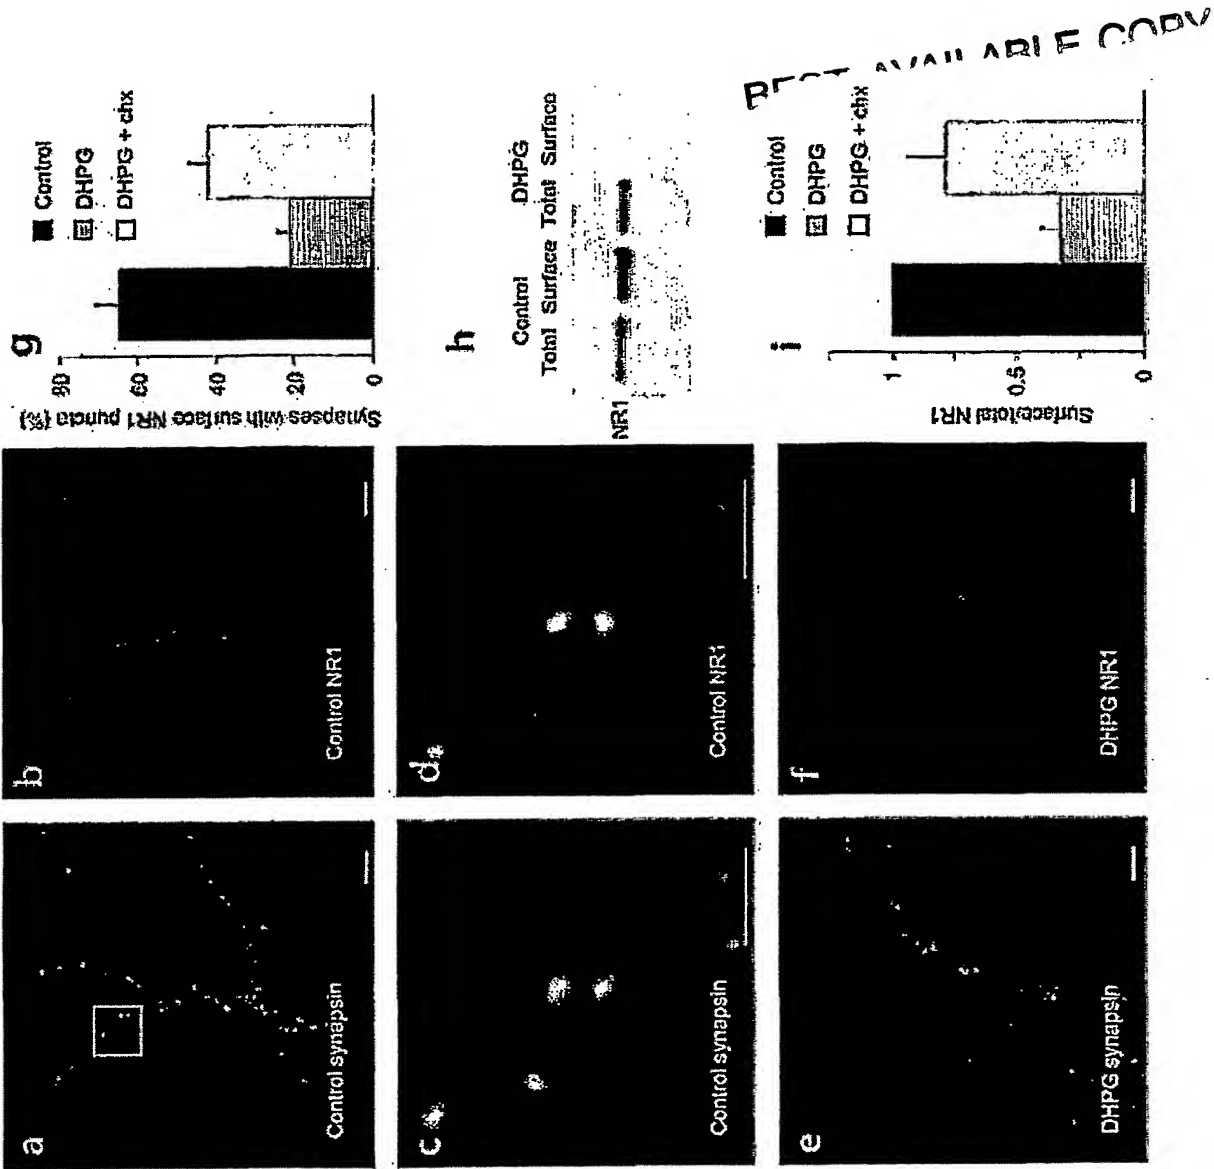 a
Control synapsin
b
Control NR1
c
Control synapsin
d
Control NR1
e
DHPG synapsin
f
DHPG NR1
g
Control
DHPG
DHPG + chx
Synapses with surface NR1 puncta (%)
80
60
40
20
0
h
Control DHPG
Total Surface Total Surface
NR1
i
Control
DHPG
DHPG + chx
Surface/total NR1
1
0.5
0
BEST AVAILABLE COPY